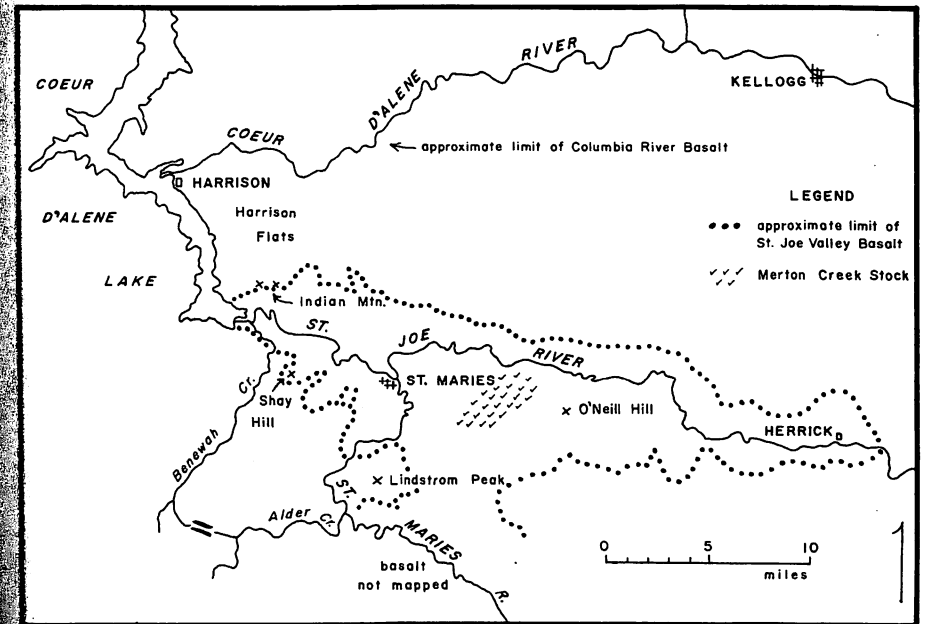 COEUR
D'ALENE
LAKE
COEUR D'ALENE RIVER
KELLOGG
approximate limit of Columbia River Basalt
HARRISON
Harrison
Flats
LEGEND
approximate limit of
St. Joe Valley Basalt
Merton Creek Stock
Indian Mtn.
ST. JOE RIVER
ST. MARIES
Shay
Hill
O'Neill Hill
HERRICK
Benewah Cr.
Lindstrom Peak
Alder Cr.
ST. MARIES R.
basalt
not mapped
0 5 10
miles